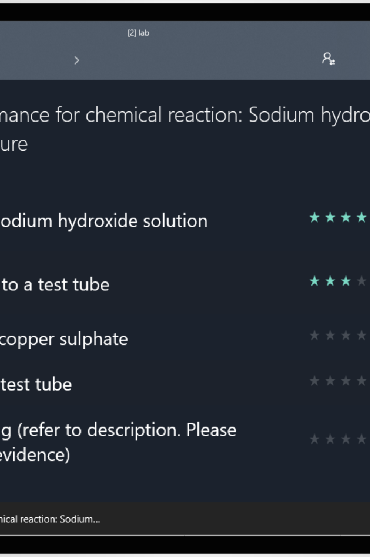 [2] lab
mance for chemical reaction: Sodium hydro
ure
odium hydroxide solution
to a test tube
copper sulphate
test tube
g (refer to description. Please
evidence)
mical reaction: Sodium...